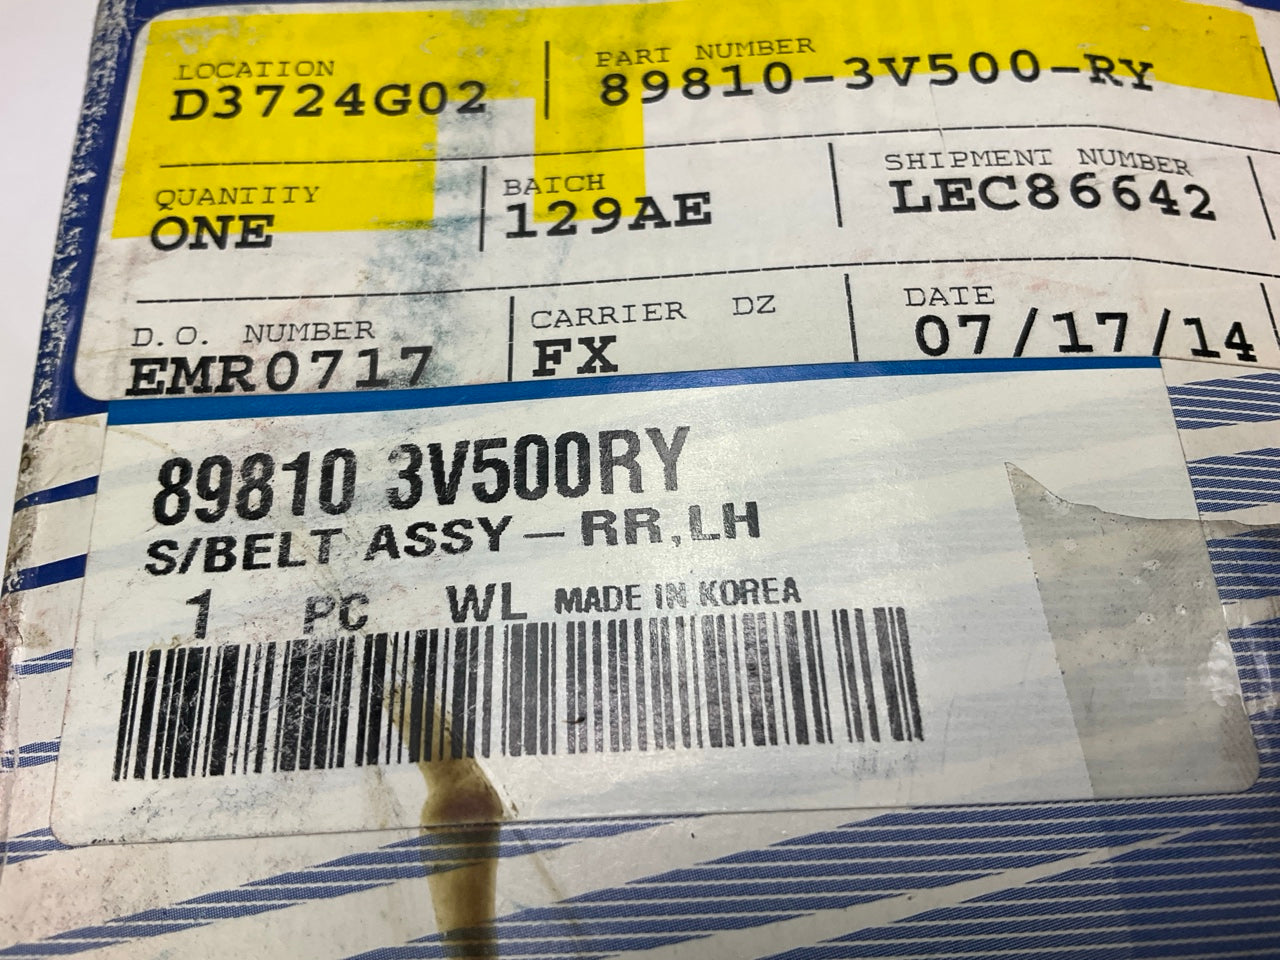 LOCATION PART NUMBER
D3724G02 89810-3V500-RY
QUANTITY BATCH SHIPMENT NUMBER
ONE 129AE LEC86642
D.O. NUMBER CARRIER DZ DATE
EMR0717 FX 07/17/14
89810 3V500RY
S/BELT ASSY-RR,LH
1 PC WL MADE IN KOREA